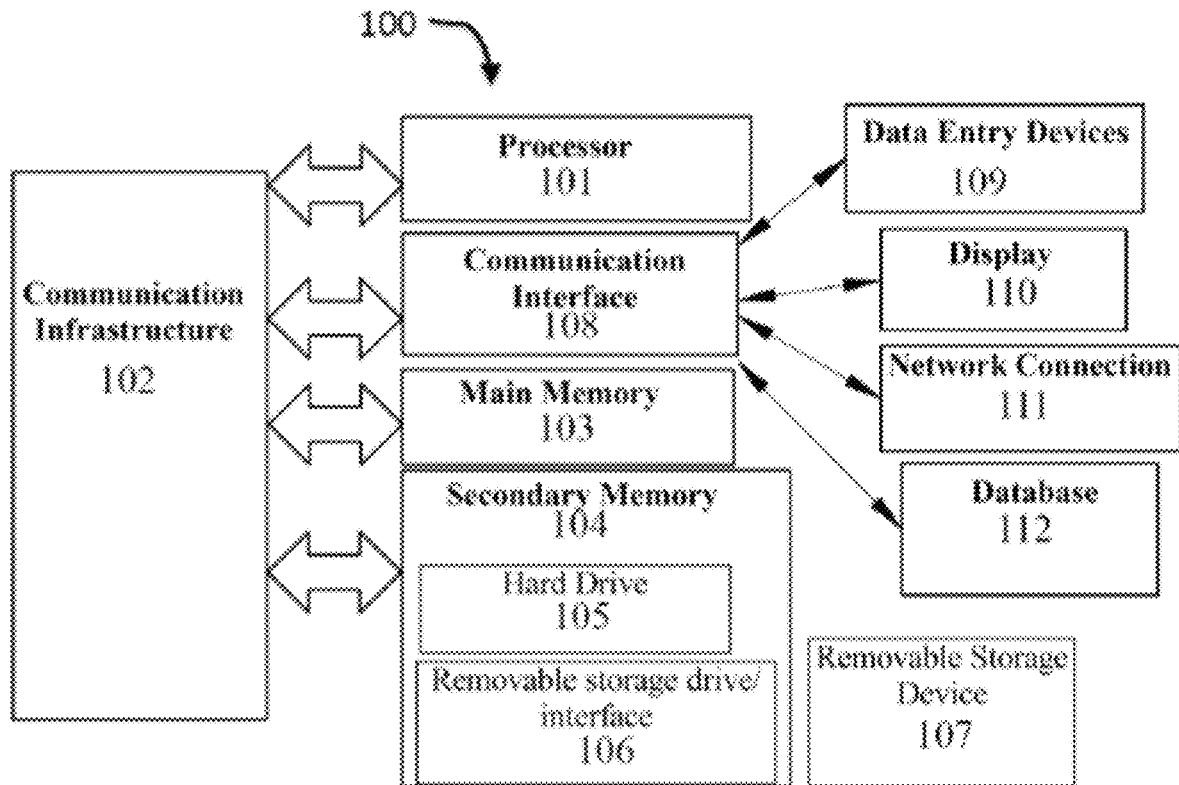 100
Processor
101
Communication
Infrastructure
102
Communication
Interface
108
Main Memory
103
Secondary Memory
104
Hard Drive
105
Removable storage drive/
interface
106
Data Entry Devices
109
Display
110
Network Connection
111
Database
112
Removable Storage
Device
107